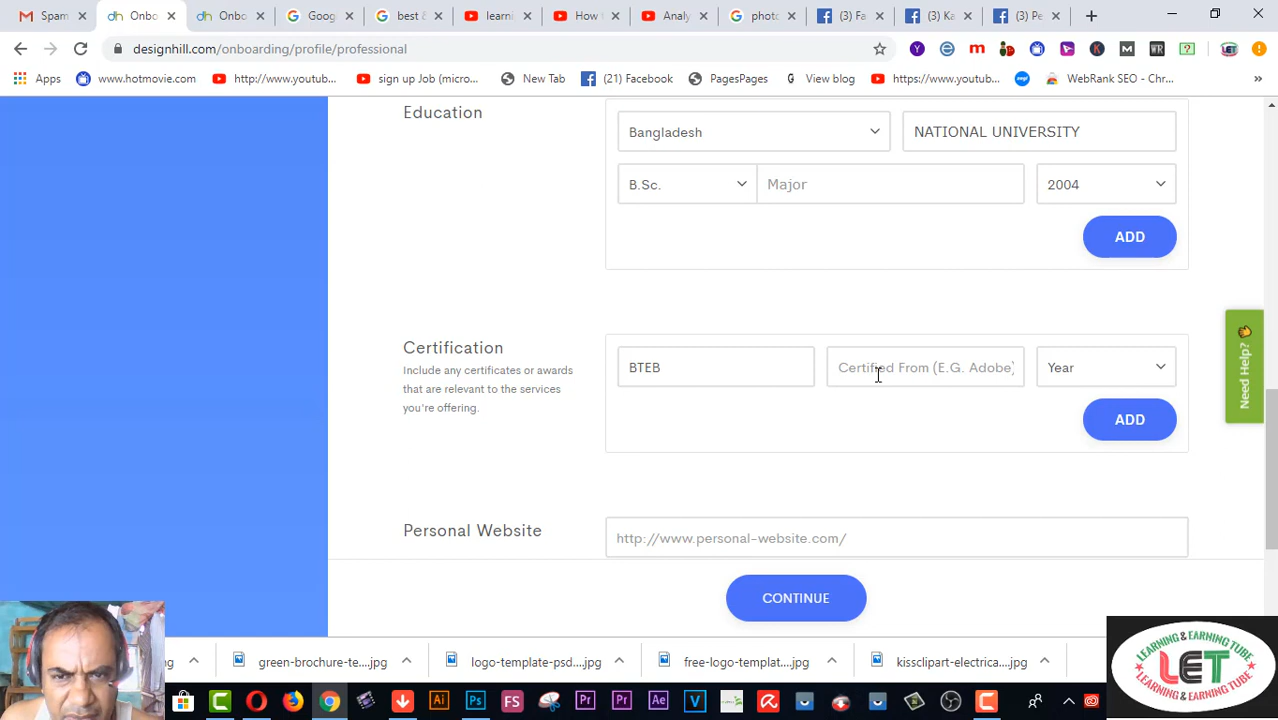 Spam
Onbo
Onbo
Googl
best &
learni
How t
Analy
photo
(3) Fa
(3) Ka
(3) Pe
designhill.com/onboarding/profile/professional
Apps
www.hotmovie.com
http://www.youtub...
sign up Job (micro...
New Tab
(21) Facebook
PagesPages
View blog
https://www.youtub...
WebRank SEO - Chr...
Education
Bangladesh
NATIONAL UNIVERSITY
B.Sc.
Major
2004
ADD
Certification
Include any certificates or awards
that are relevant to the services
you're offering.
BTEB
Certified From (E.G. Adobe)
Year
ADD
Need Help?
Personal Website
http://www.personal-website.com/
CONTINUE
green-brochure-te....jpg
logo-template-psd....jpg
free-logo-templat....jpg
kissclipart-electrica....jpg
LEARNING & EARNING TUBE
LET
LEARNING & EARNING TUBE